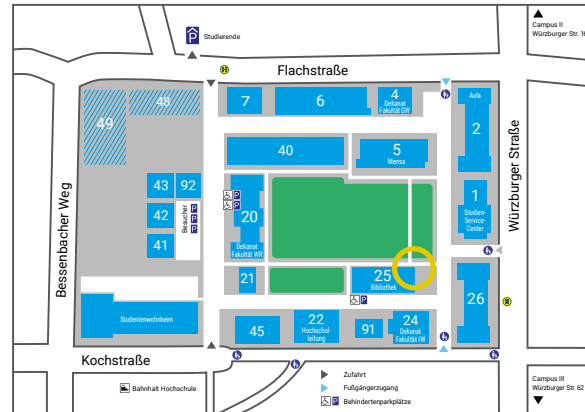 Studierende
Campus II
Würzburger Str. 16
Flachstraße
H
49
48
7
6
4
Dekanat
Fakultät GW
Aula
2
40
5
Mensa
43
92
42
41
Besucher
P
P
P
P
P
20
Dekanat
Fakultät WR
1
Studien-
Service-
Center
Bessenbacher Weg
Würzburger Straße
21
25
Bibliothek
P
26
H
Studentenwohnheim
45
22
Hochschul-
leitung
91
24
Dekanat
Fakultät IW
Kochstraße
Bahnhalt Hochschule
Zufahrt
Fußgängerzugang
P
Behindertenparkplätze
Campus III
Würzburger Str. 62